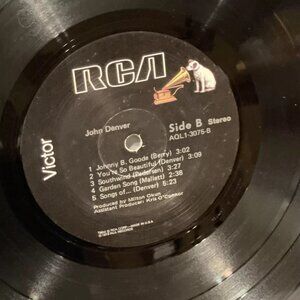 RCA
Victor
John Denver
Side B Stereo
AQL1-3075-B
1 Johnny B. Goode (Berry) 3:02
2 You're So Beautiful (Denver) 3:09
3 Southwind (Pedersen) 3:27
4 Garden Song (Mallett) 2:38
5 Songs of... (Denver) 5:23
Produced by Milton Okun
Assistant Producer: Kris O'Connor